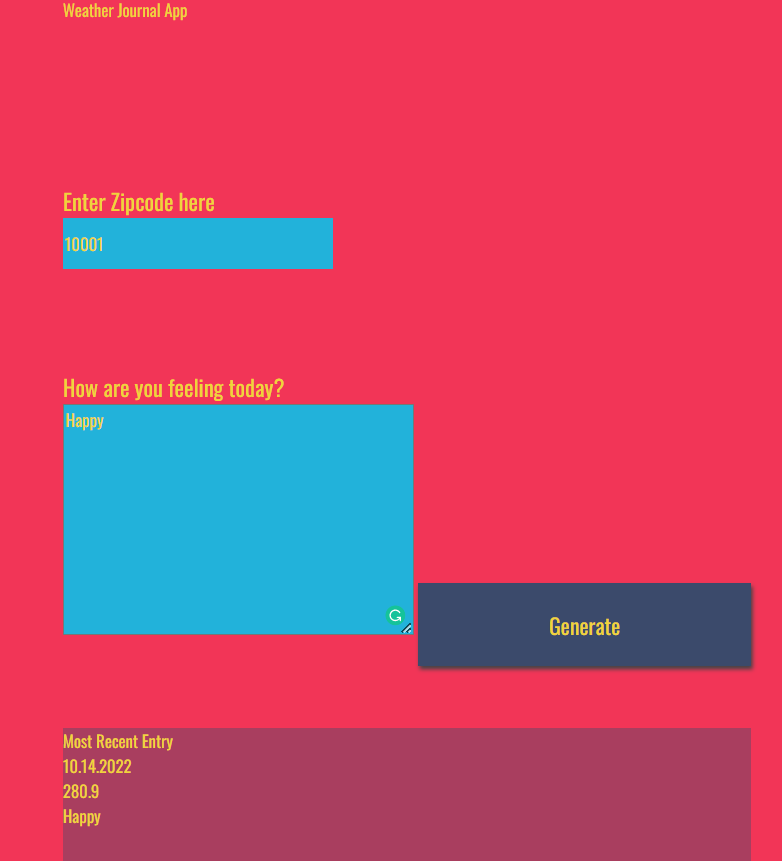 Weather Journal App
Enter Zipcode here
10001
How are you feeling today?
Happy
Generate
Most Recent Entry
10.14.2022
280.9
Happy